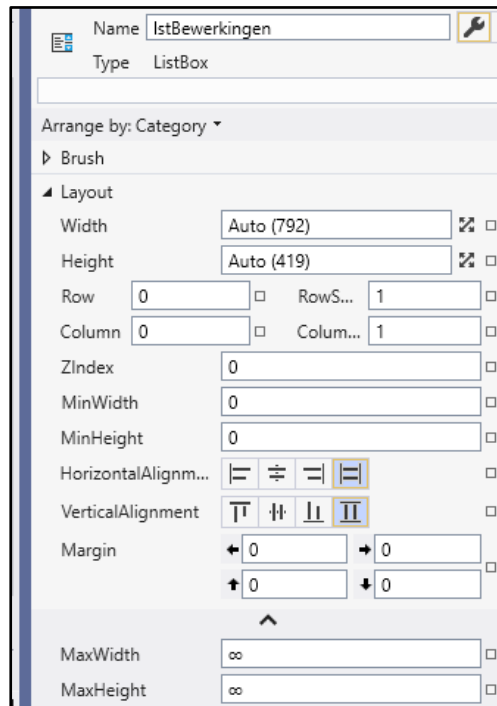 Name lstBewerkingen
Type ListBox
Arrange by: Category
Brush
Layout
Width Auto (792)
Height Auto (419)
Row 0 RowS... 1
Column 0 Colum... 1
ZIndex 0
MinWidth 0
MinHeight 0
HorizontalAlignm...
VerticalAlignment
Margin 0 0
0 0
MaxWidth ∞
MaxHeight ∞